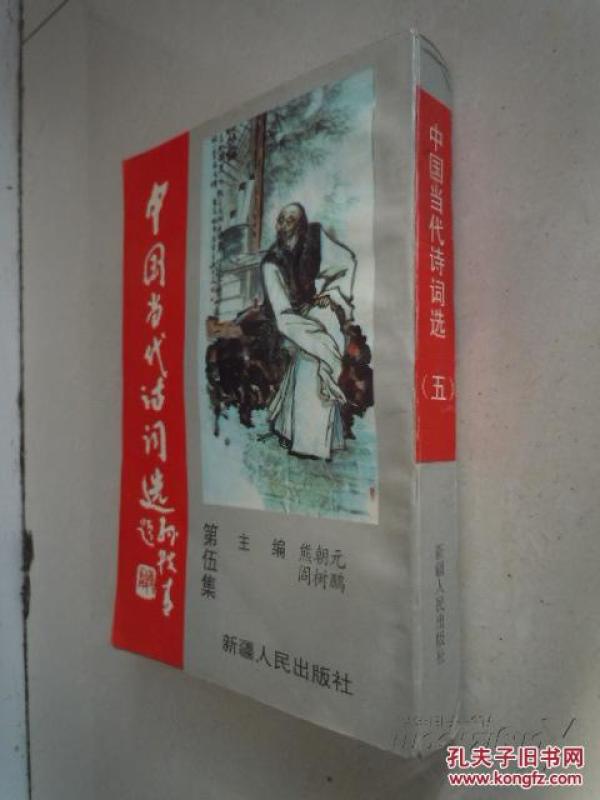 中国当代诗词选
第伍集
主 编 熊朝元
阎树鹏
新疆人民出版社
中国当代诗词选 (五)
新疆人民出版社
孔夫子旧书网
www.kongfz.com